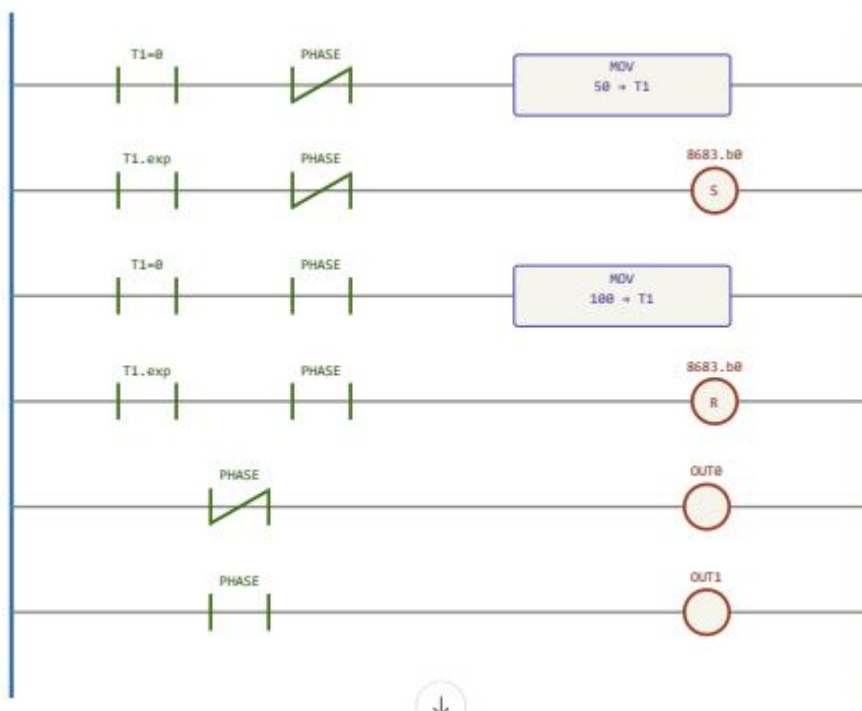 T1=0 PHASE MOV
50 → T1
T1.exp PHASE 8683.b0
S
T1=0 PHASE MOV
100 → T1
T1.exp PHASE 8683.b0
R
PHASE OUT0
PHASE OUT1